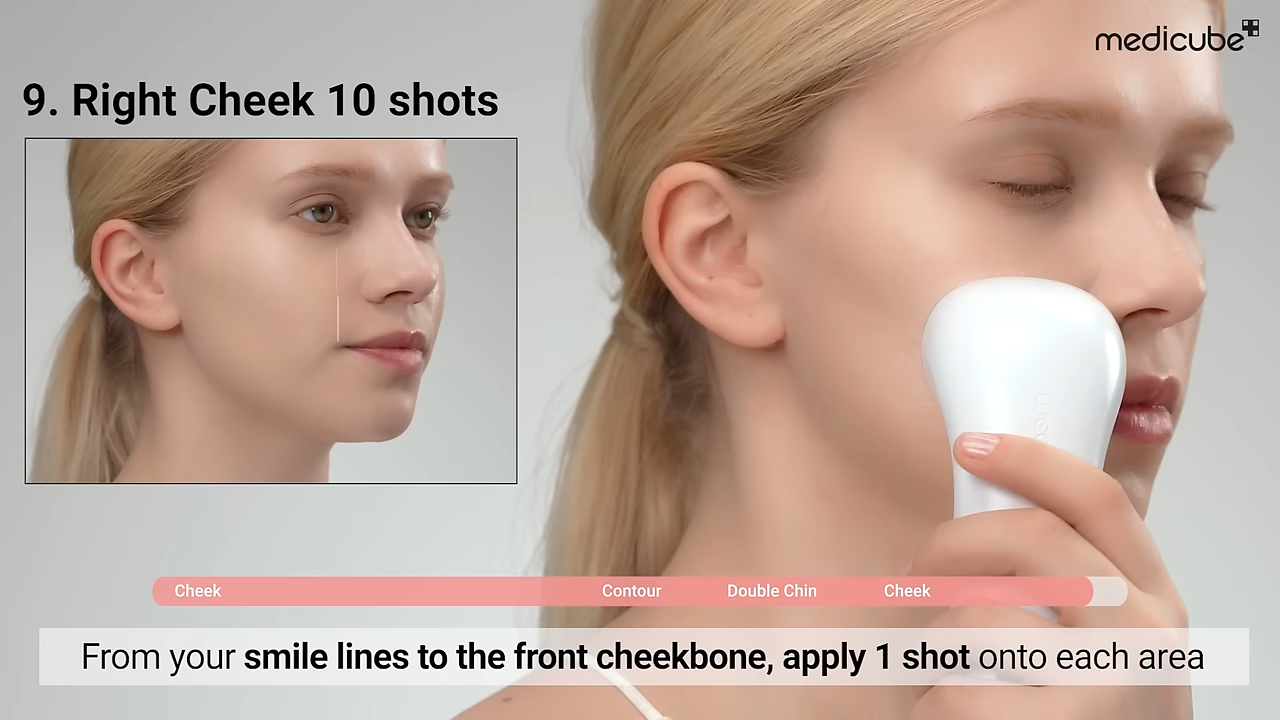 medicube
9. Right Cheek 10 shots
Cheek Contour Double Chin Cheek
From your smile lines to the front cheekbone, apply 1 shot onto each area